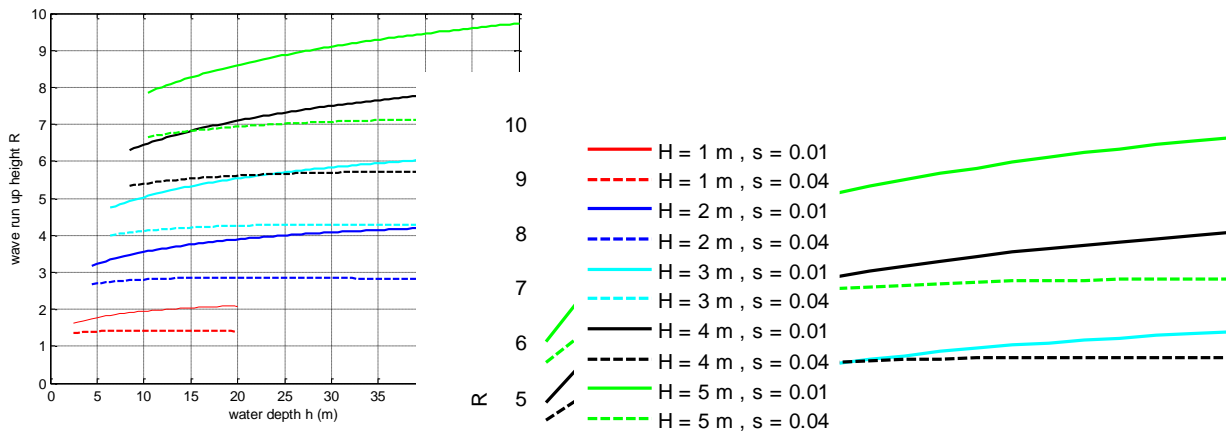 10
9
8
7
6
5
4
3
2
1
0
wave run up height R
0 5 10 15 20 25 30 35
water depth h (m)
10
9
8
7
6
5
R
H = 1 m , s = 0.01
H = 1 m , s = 0.04
H = 2 m , s = 0.01
H = 2 m , s = 0.04
H = 3 m , s = 0.01
H = 3 m , s = 0.04
H = 4 m , s = 0.01
H = 4 m , s = 0.04
H = 5 m , s = 0.01
H = 5 m , s = 0.04